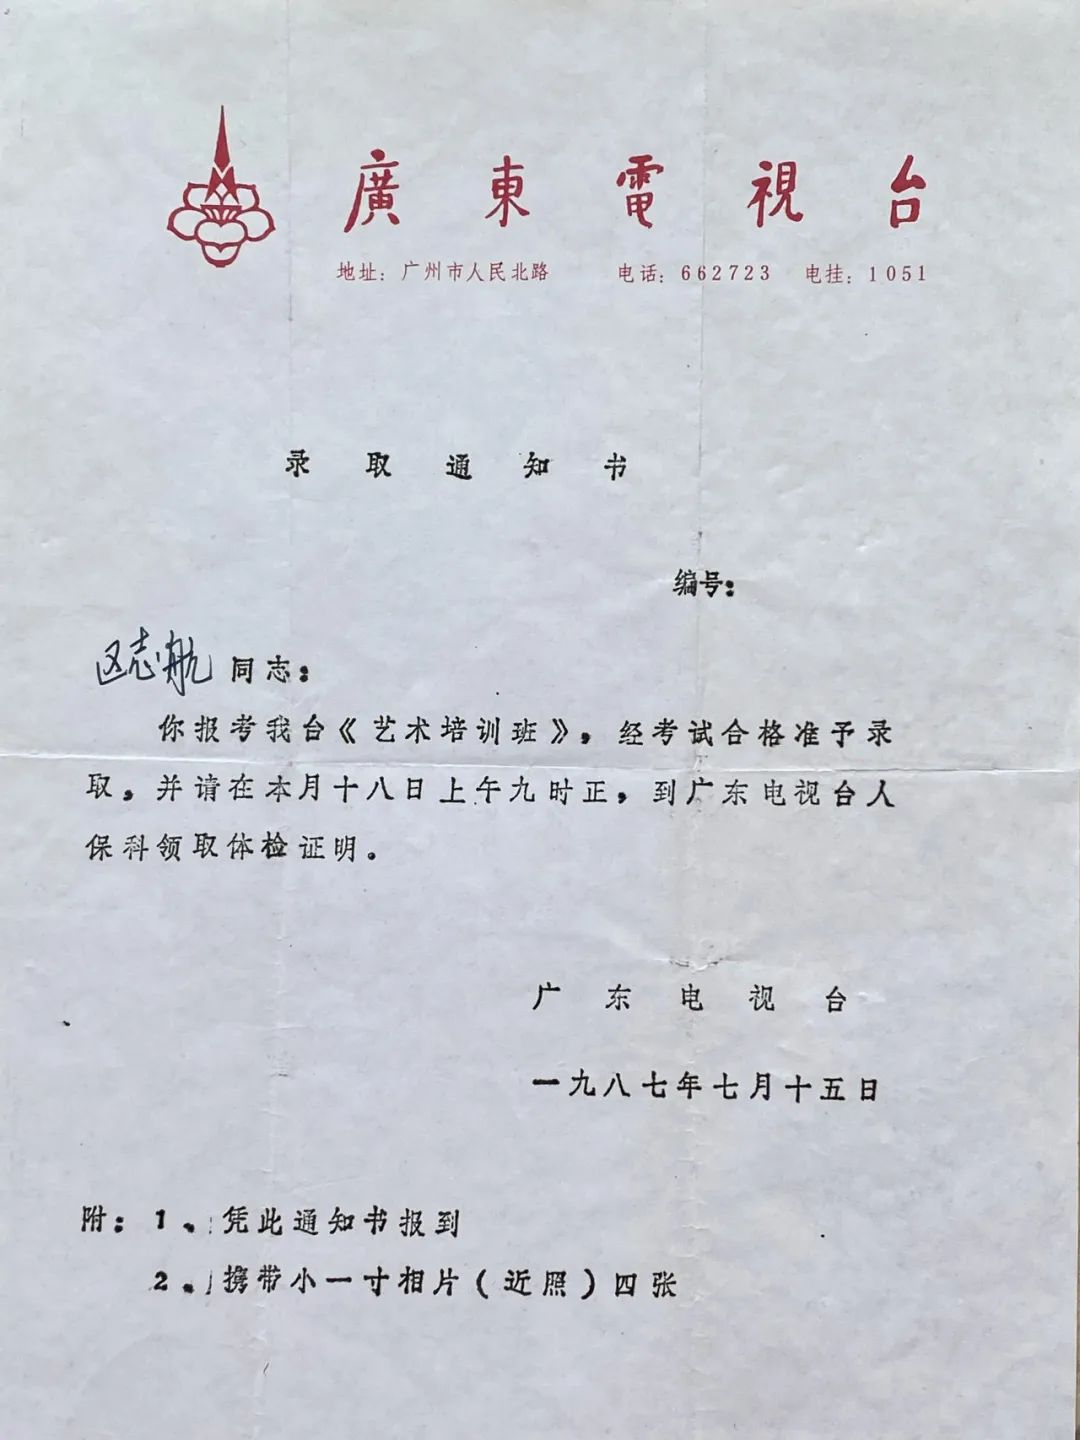 廣東電視台
地址：广州市人民北路 电话：662723 电挂：1051
录取通知书
编号：
区志航同志：
你报考我台《艺术培训班》，经考试合格准予录
取，并请在本月十八日上午九时正，到广东电视台人
保科领取体检证明。
广东电视台
一九八七年七月十五日
附：1、凭此通知书报到
2、携带小一寸相片（近照）四张